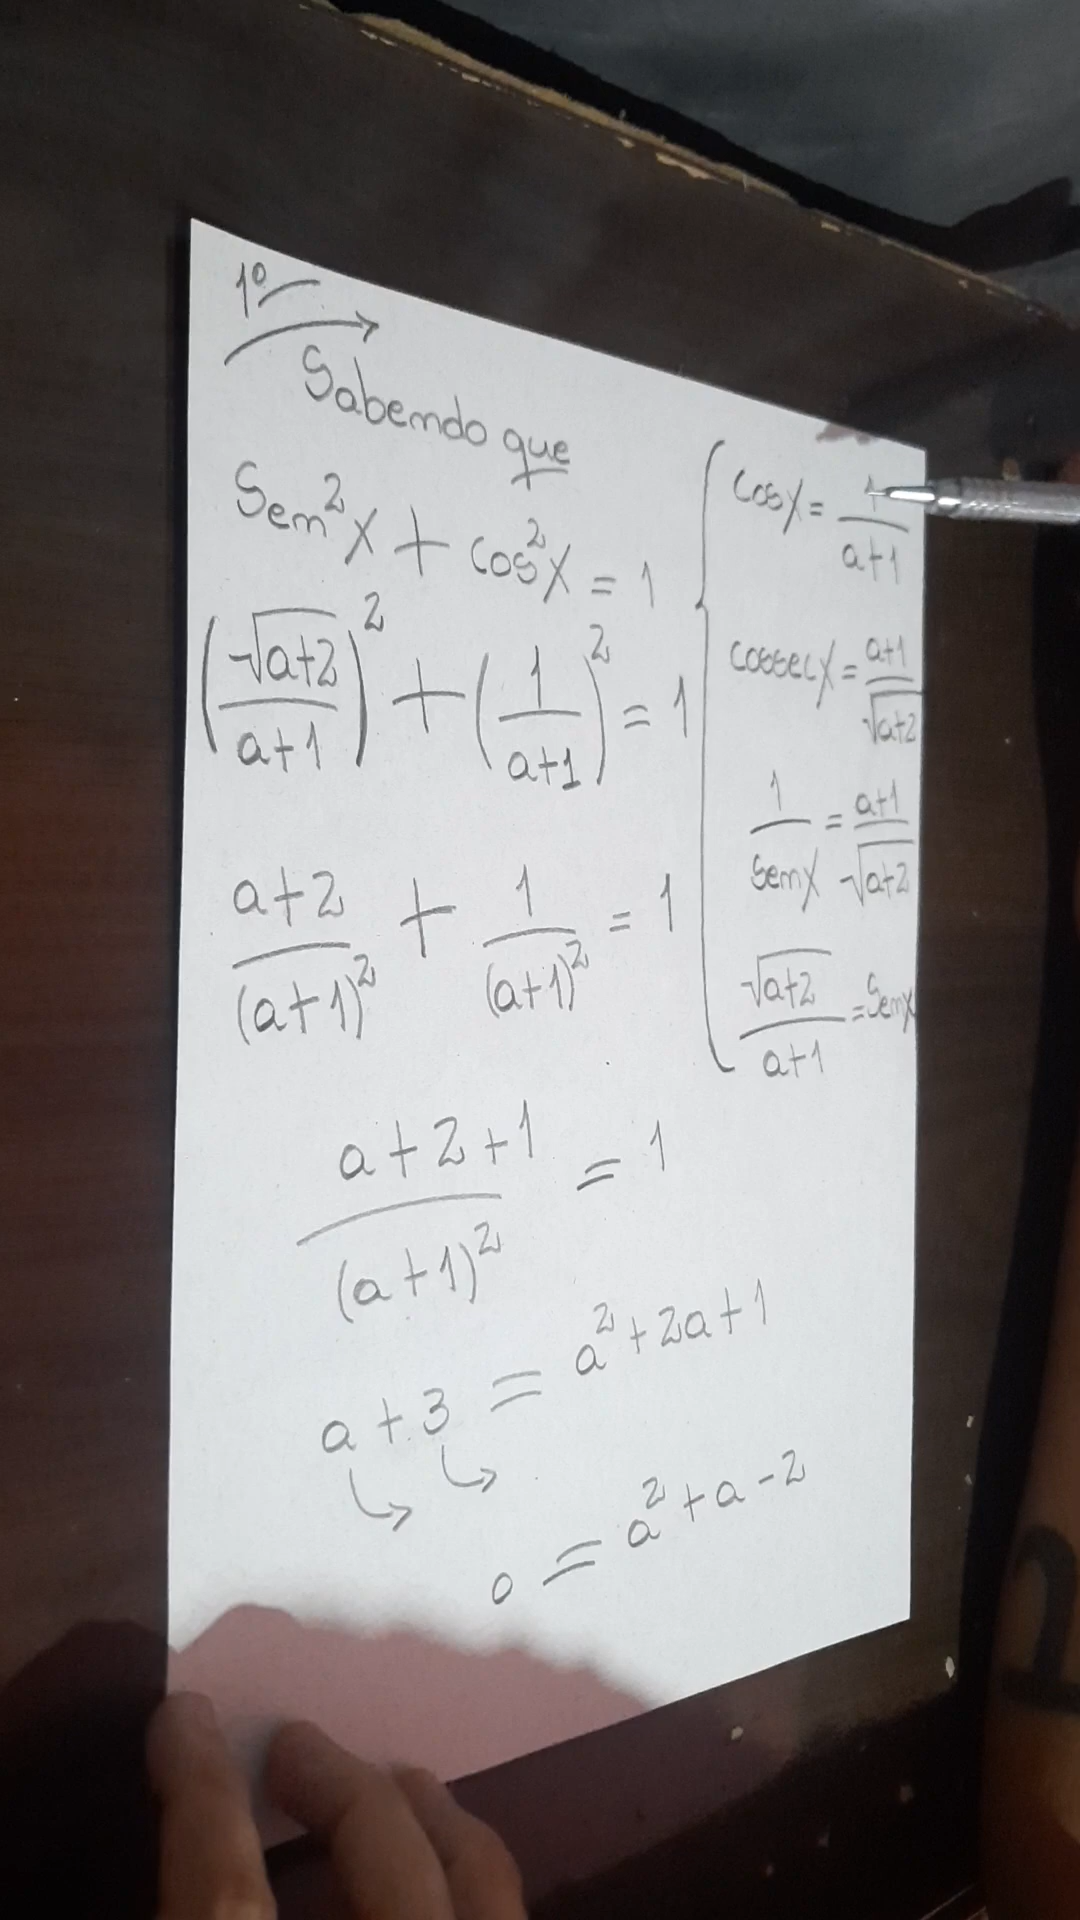 1º
Sabendo que
Sen²x + cos²x = 1
(√(a+2)/(a+1))² + (1/(a+1))² = 1
(a+2)/(a+1)² + 1/(a+1)² = 1
(a+2+1)/(a+1)² = 1
a + 3 = a² + 2a + 1
0 = a² + a - 2
cosx = 1/(a+1)
cossecx = (a+1)/√(a+2)
1/senx = (a+1)/√(a+2)
√(a+2)/(a+1) = Senx